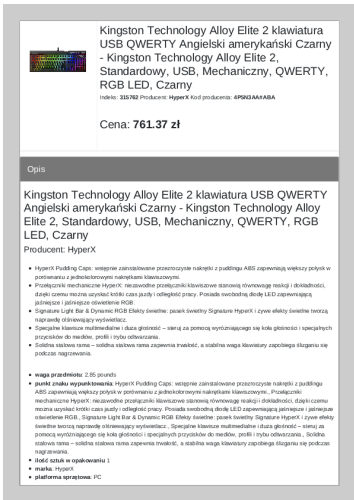 Kingston Technology Alloy Elite 2 klawiatura
USB QWERTY Angielski amerykański Czarny
- Kingston Technology Alloy Elite 2,
Standardowy, USB, Mechaniczny, QWERTY,
RGB LED, Czarny
Indeks: 315762 Producent: HyperX Kod producenta: 4P5N3AA#ABA
Cena: 761.37 zł
Opis
Kingston Technology Alloy Elite 2 klawiatura USB QWERTY
Angielski amerykański Czarny - Kingston Technology Alloy
Elite 2, Standardowy, USB, Mechaniczny, QWERTY, RGB
LED, Czarny
Producent: HyperX
HyperX Pudding Caps: wstępnie zainstalowane przezroczyste nakrętki z puddingu ABS zapewniają większy połysk w
porównaniu z jednokolorowymi nakrętkami klawiszowymi.
Przełączniki mechaniczne HyperX: niezawodne przełączniki klawiszowe stanowią równowagę reakcji i dokładności,
dzięki czemu można uzyskać krótki czas jazdy i odległość pracy. Posiada swobodną diodę LED zapewniającą
jaśniejsze i jaśniejsze oświetlenie RGB.
Signature Light Bar & Dynamic RGB Efekty świetlne: pasek świetlny Signature HyperX i żywe efekty świetlne tworzą
naprawdę olśniewający wyświetlacz.
Specjalne klawisze multimedialne i duża głośność – steruj za pomocą wyróżniającego się koła głośności i specjalnych
przycisków do mediów, profili i trybu odtwarzania.
Solidna stalowa rama – solidna stalowa rama zapewnia trwałość, a stabilna waga klawiatury zapobiega ślizganiu się
podczas nagrzewania.
waga przedmiotu: 2.85 pounds
punkt znaku wypunktowania: HyperX Pudding Caps: wstępnie zainstalowane przezroczyste nakrętki z puddingu
ABS zapewniają większy połysk w porównaniu z jednokolorowymi nakrętkami klawiszowymi., Przełączniki
mechaniczne HyperX: niezawodne przełączniki klawiszowe stanowią równowagę reakcji i dokładności, dzięki czemu
można uzyskać krótki czas jazdy i odległość pracy. Posiada swobodną diodę LED zapewniającą jaśniejsze i jaśniejsze
oświetlenie RGB., Signature Light Bar & Dynamic RGB Efekty świetlne: pasek świetlny Signature HyperX i żywe efekty
świetlne tworzą naprawdę olśniewający wyświetlacz., Specjalne klawisze multimedialne i duża głośność – steruj za
pomocą wyróżniającego się koła głośności i specjalnych przycisków do mediów, profili i trybu odtwarzania., Solidna
stalowa rama – solidna stalowa rama zapewnia trwałość, a stabilna waga klawiatury zapobiega ślizganiu się podczas
nagrzewania.
ilość sztuk w opakowaniu 1
marka: HyperX
platforma sprzętowa: PC